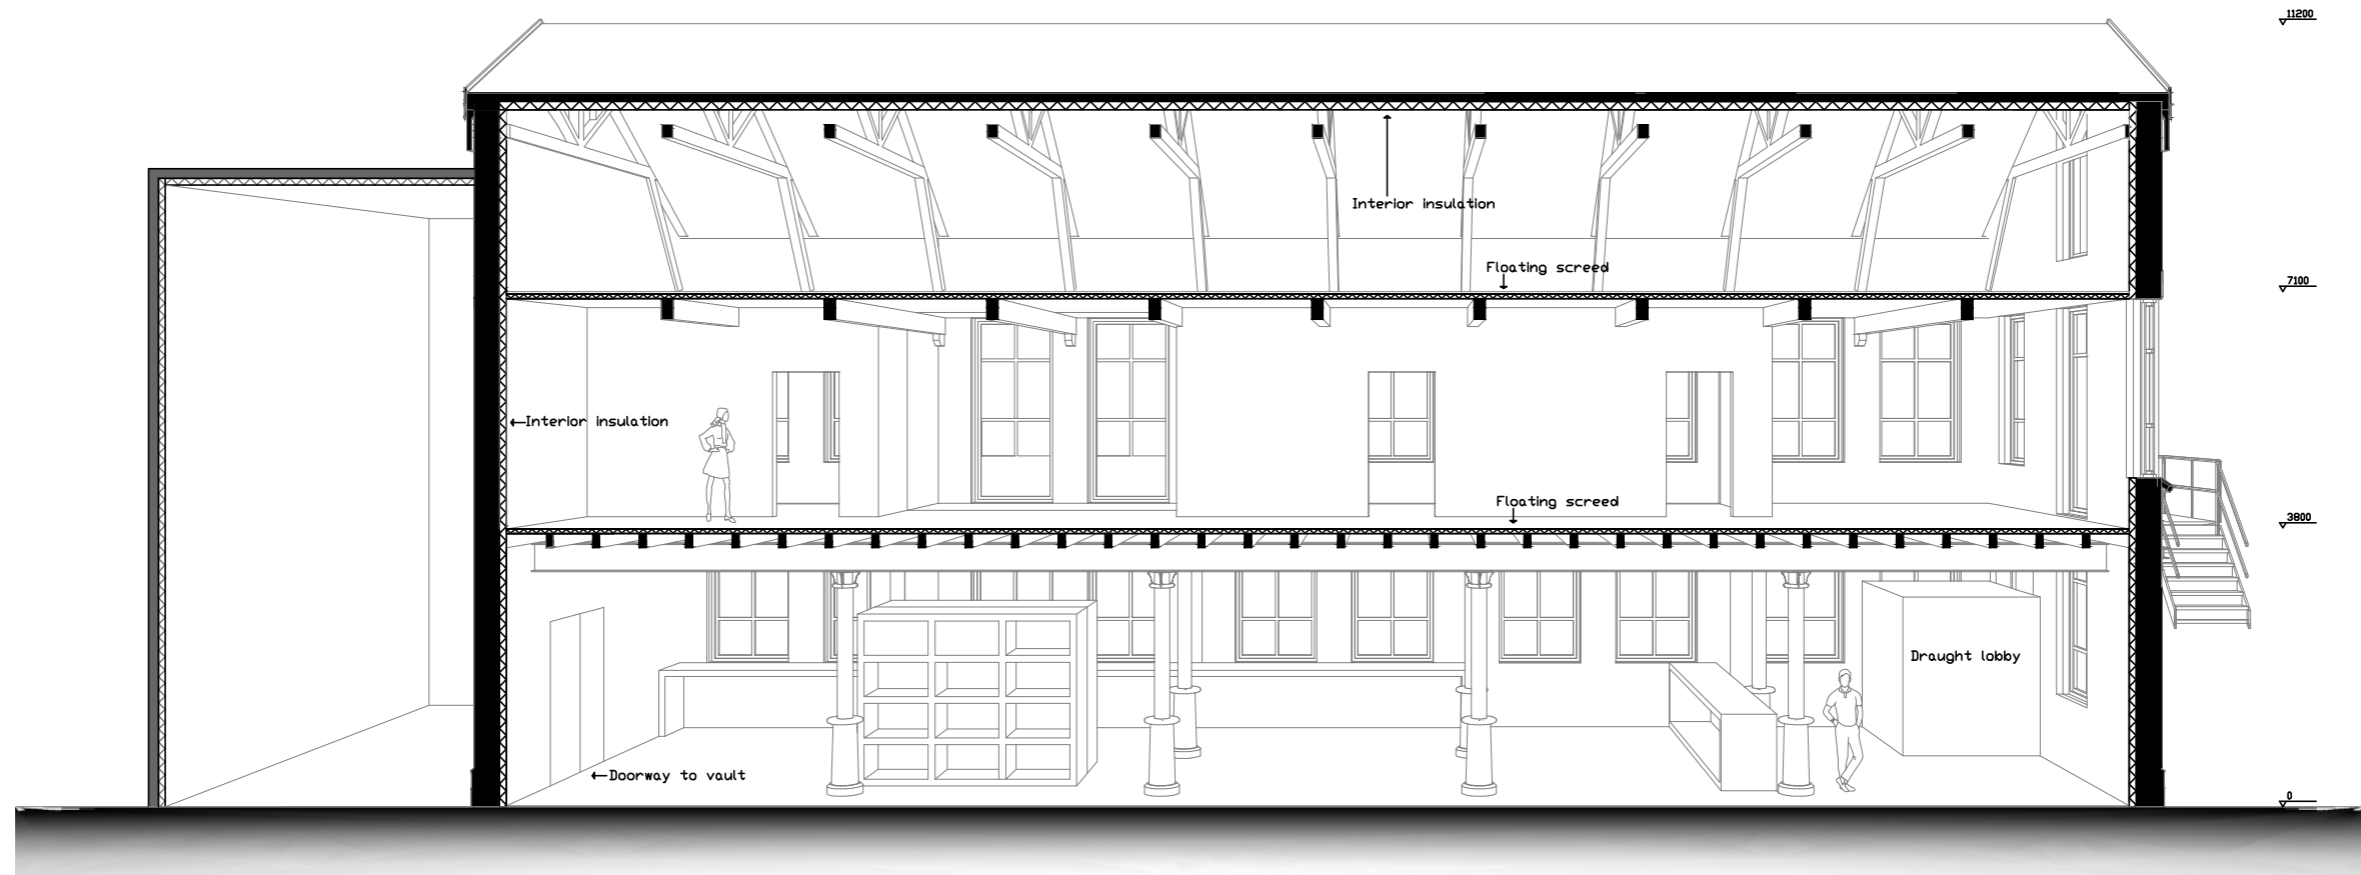 11200
Interior insulation
Floating screed
7100
Interior insulation
Floating screed
3800
Draught lobby
Doorway to vault
0